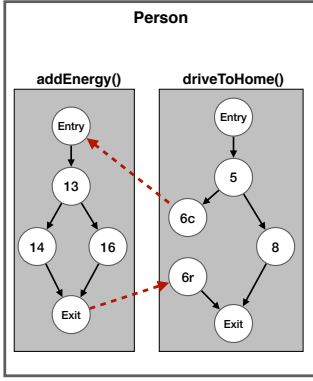 Person
addEnergy()
driveToHome()
Entry
13
14
16
Exit
Entry
5
6c
8
6r
Exit